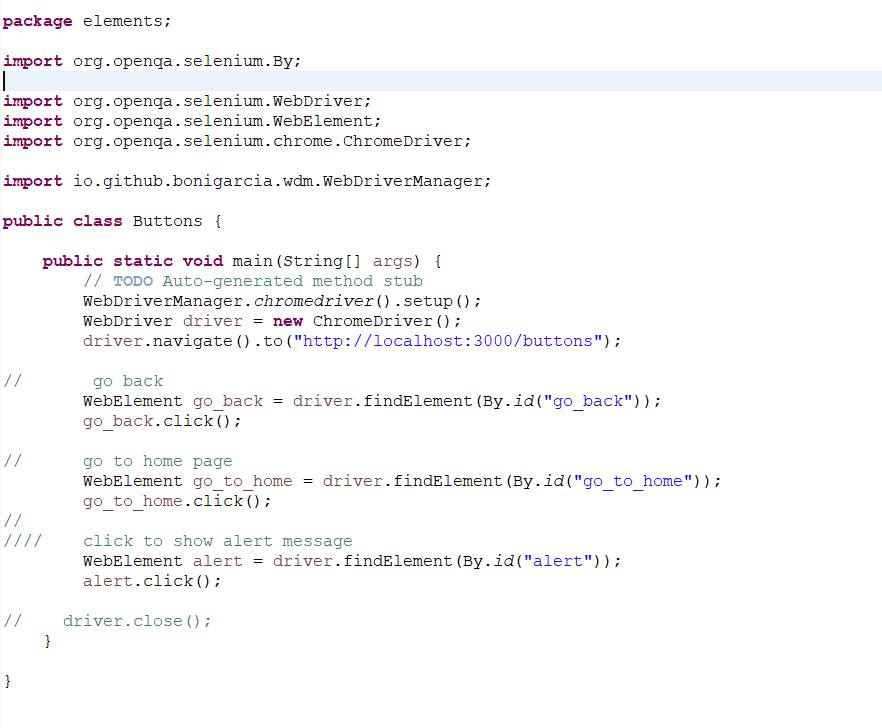 package elements;
import org.openqa.selenium.By;
import org.openqa.selenium.WebDriver;
import org.openqa.selenium.WebElement;
import org.openqa.selenium.chrome.ChromeDriver;
import io.github.bonigarcia.wdm.WebDriverManager;
public class Buttons {
public static void main(String[] args) {
// TODO Auto-generated method stub
WebDriverManager.chromedriver().setup();
WebDriver driver = new ChromeDriver();
driver.navigate().to("http://localhost:3000/buttons");
// go back
WebElement go_back = driver.findElement(By.id("go_back"));
go_back.click();
// go to home page
WebElement go_to_home = driver.findElement(By.id("go_to_home"));
go_to_home.click();
//
//// click to show alert message
WebElement alert = driver.findElement(By.id("alert"));
alert.click();
// driver.close();
}
}